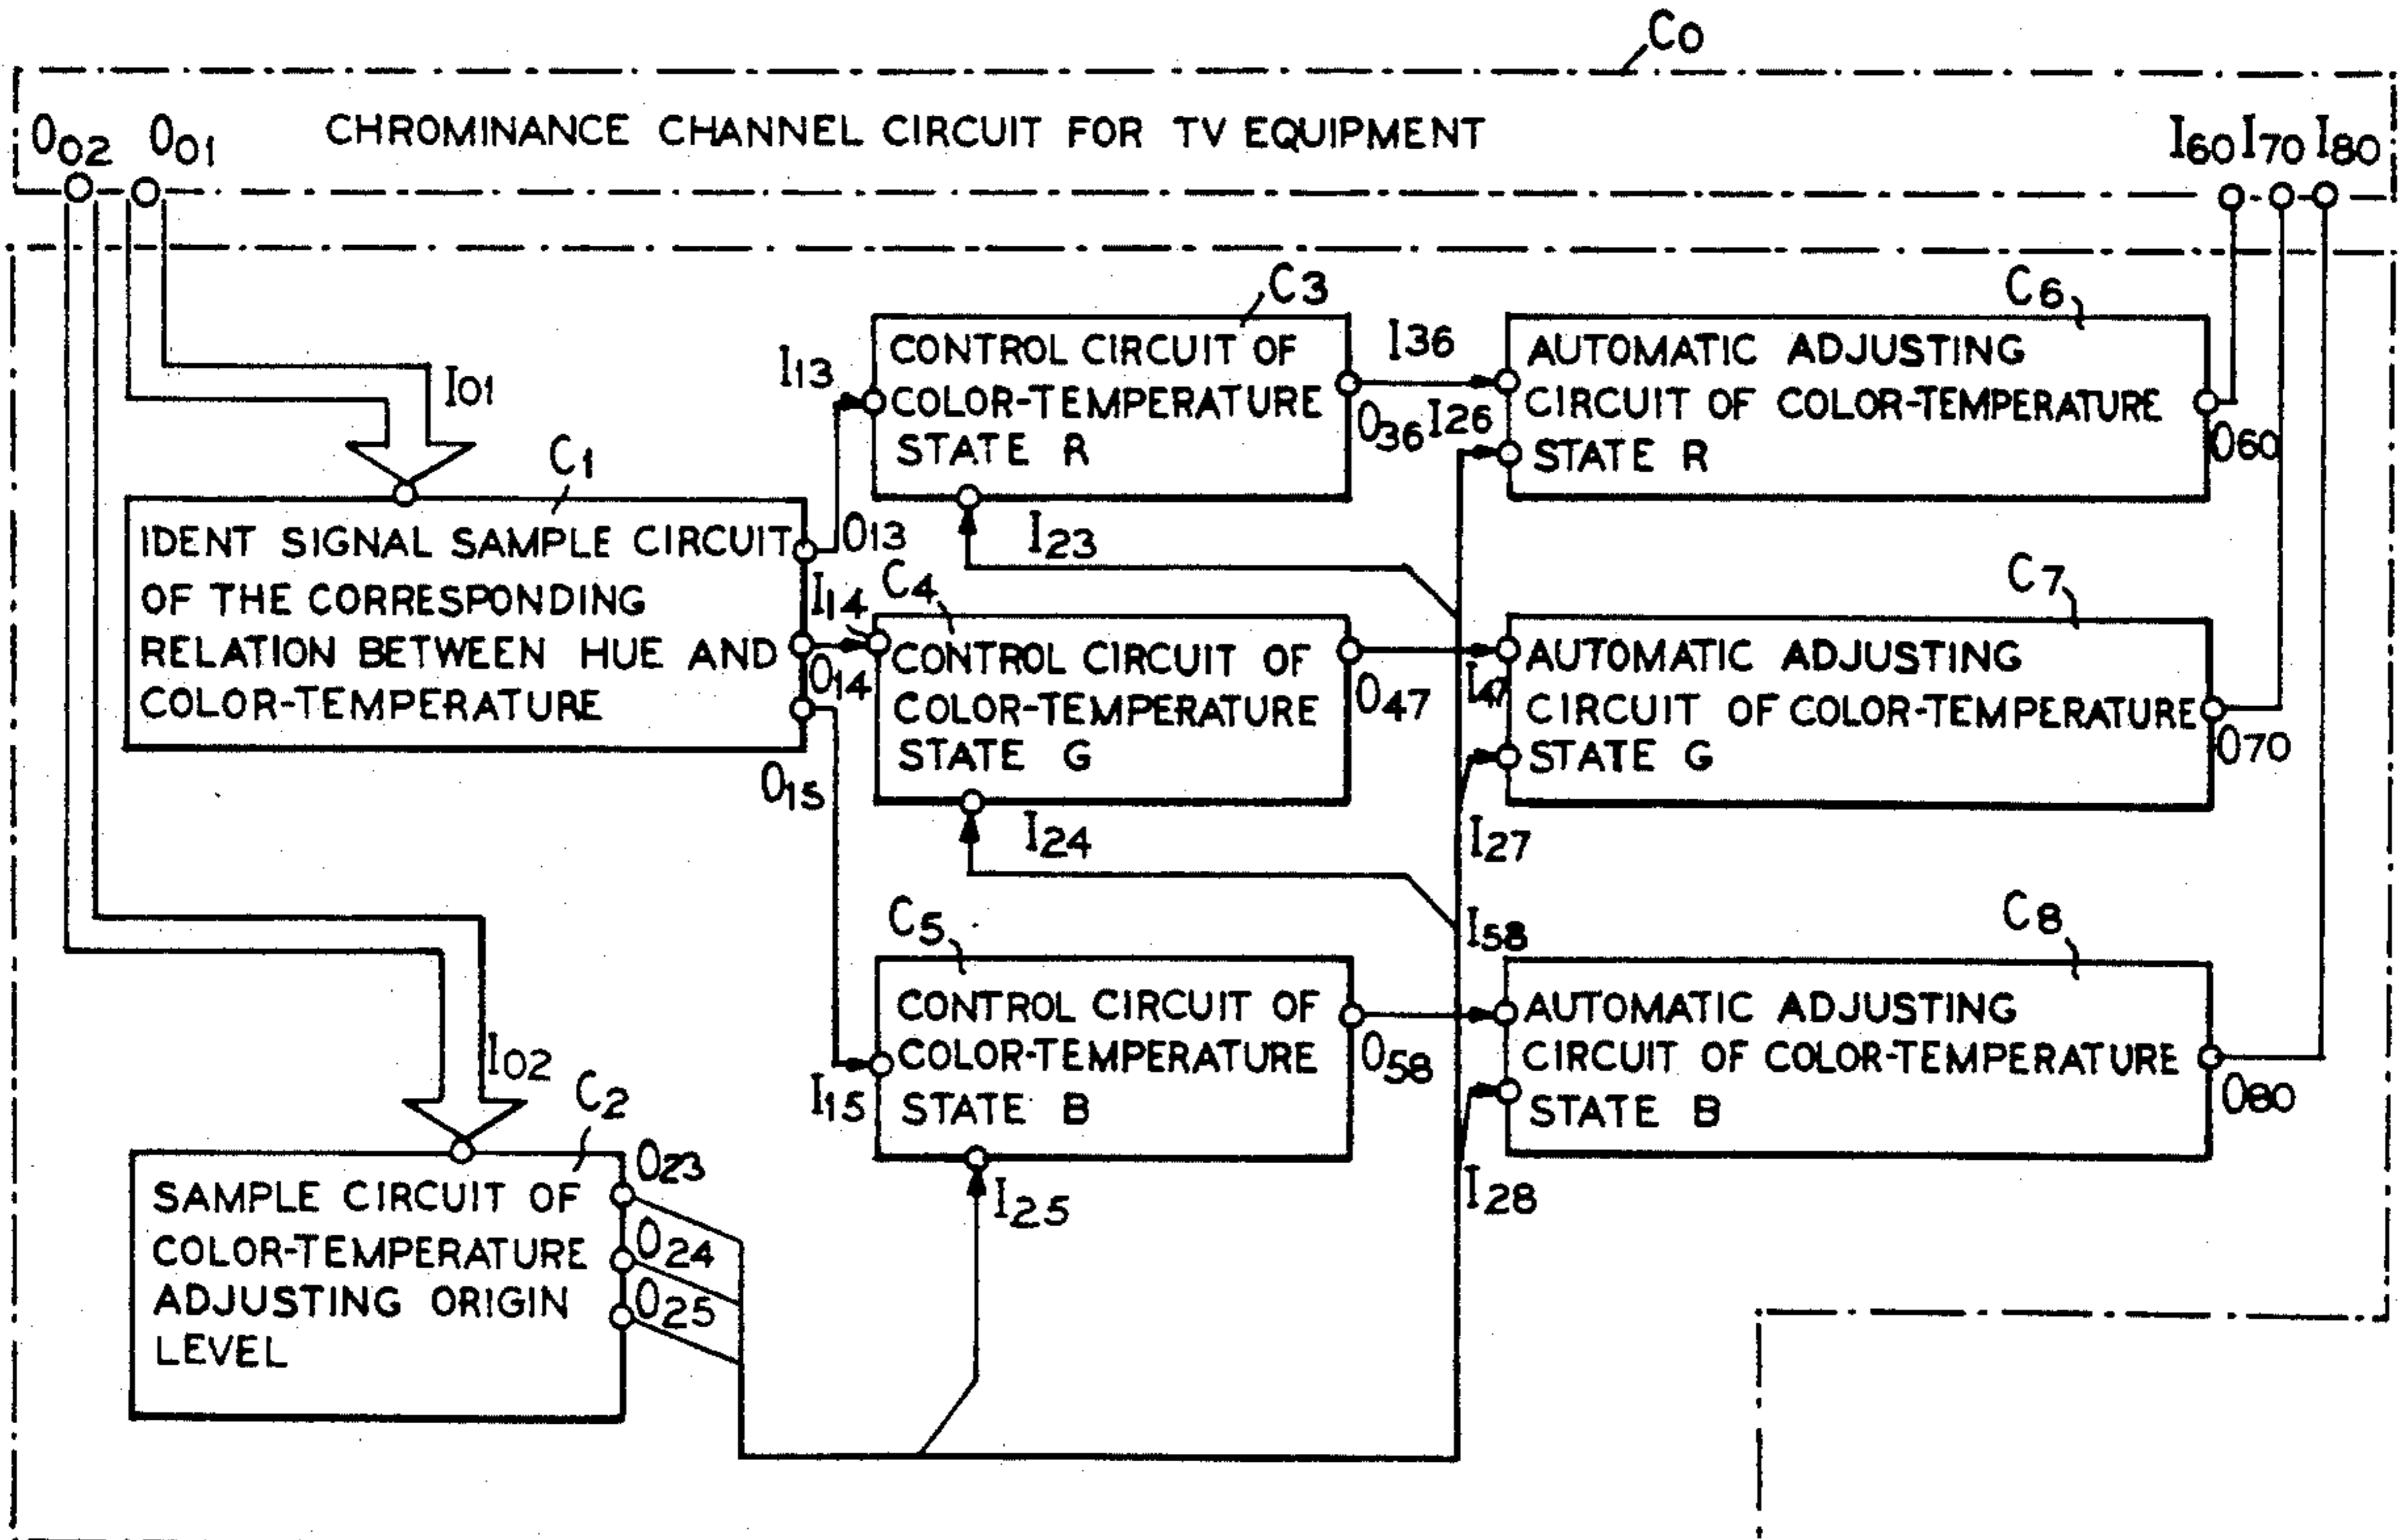 C0
CHROMINANCE CHANNEL CIRCUIT FOR TV EQUIPMENT
O02 O01
I60 I70 I80
I01
C1
IDENT SIGNAL SAMPLE CIRCUIT
OF THE CORRESPONDING
RELATION BETWEEN HUE AND
COLOR-TEMPERATURE
O13
I14
O14
O15
I13
C3
CONTROL CIRCUIT OF
COLOR-TEMPERATURE
STATE R
I36
O36 I26
I23
C6
AUTOMATIC ADJUSTING
CIRCUIT OF COLOR-TEMPERATURE
STATE R
O60
C4
CONTROL CIRCUIT OF
COLOR-TEMPERATURE
STATE G
O47
I47
I24
I27
C7
AUTOMATIC ADJUSTING
CIRCUIT OF COLOR-TEMPERATURE
STATE G
O70
C5
CONTROL CIRCUIT OF
COLOR-TEMPERATURE
STATE B
I15
O58
I58
I25
I28
C8
AUTOMATIC ADJUSTING
CIRCUIT OF COLOR-TEMPERATURE
STATE B
O80
I02
C2
SAMPLE CIRCUIT OF
COLOR-TEMPERATURE
ADJUSTING ORIGIN
LEVEL
O23
O24
O25